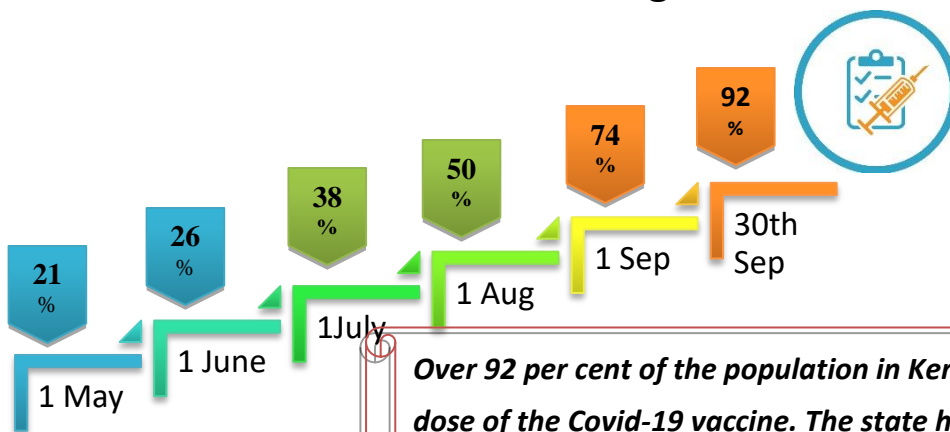 92
%
74
%
50
%
38
%
26
%
21
%
30th
Sep
1 Sep
1 Aug
1July
1 June
1 May
Over 92 per cent of the population in
dose of the Covid-19 vaccine. The state